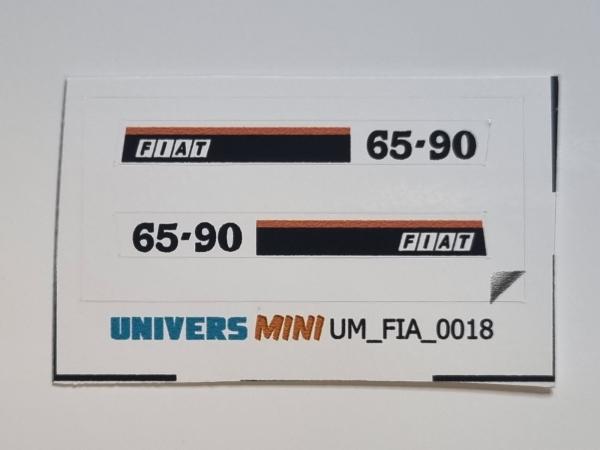 FIAT 65-90
65-90 FIAT
UNIVERS MINI UM_FIA_0018